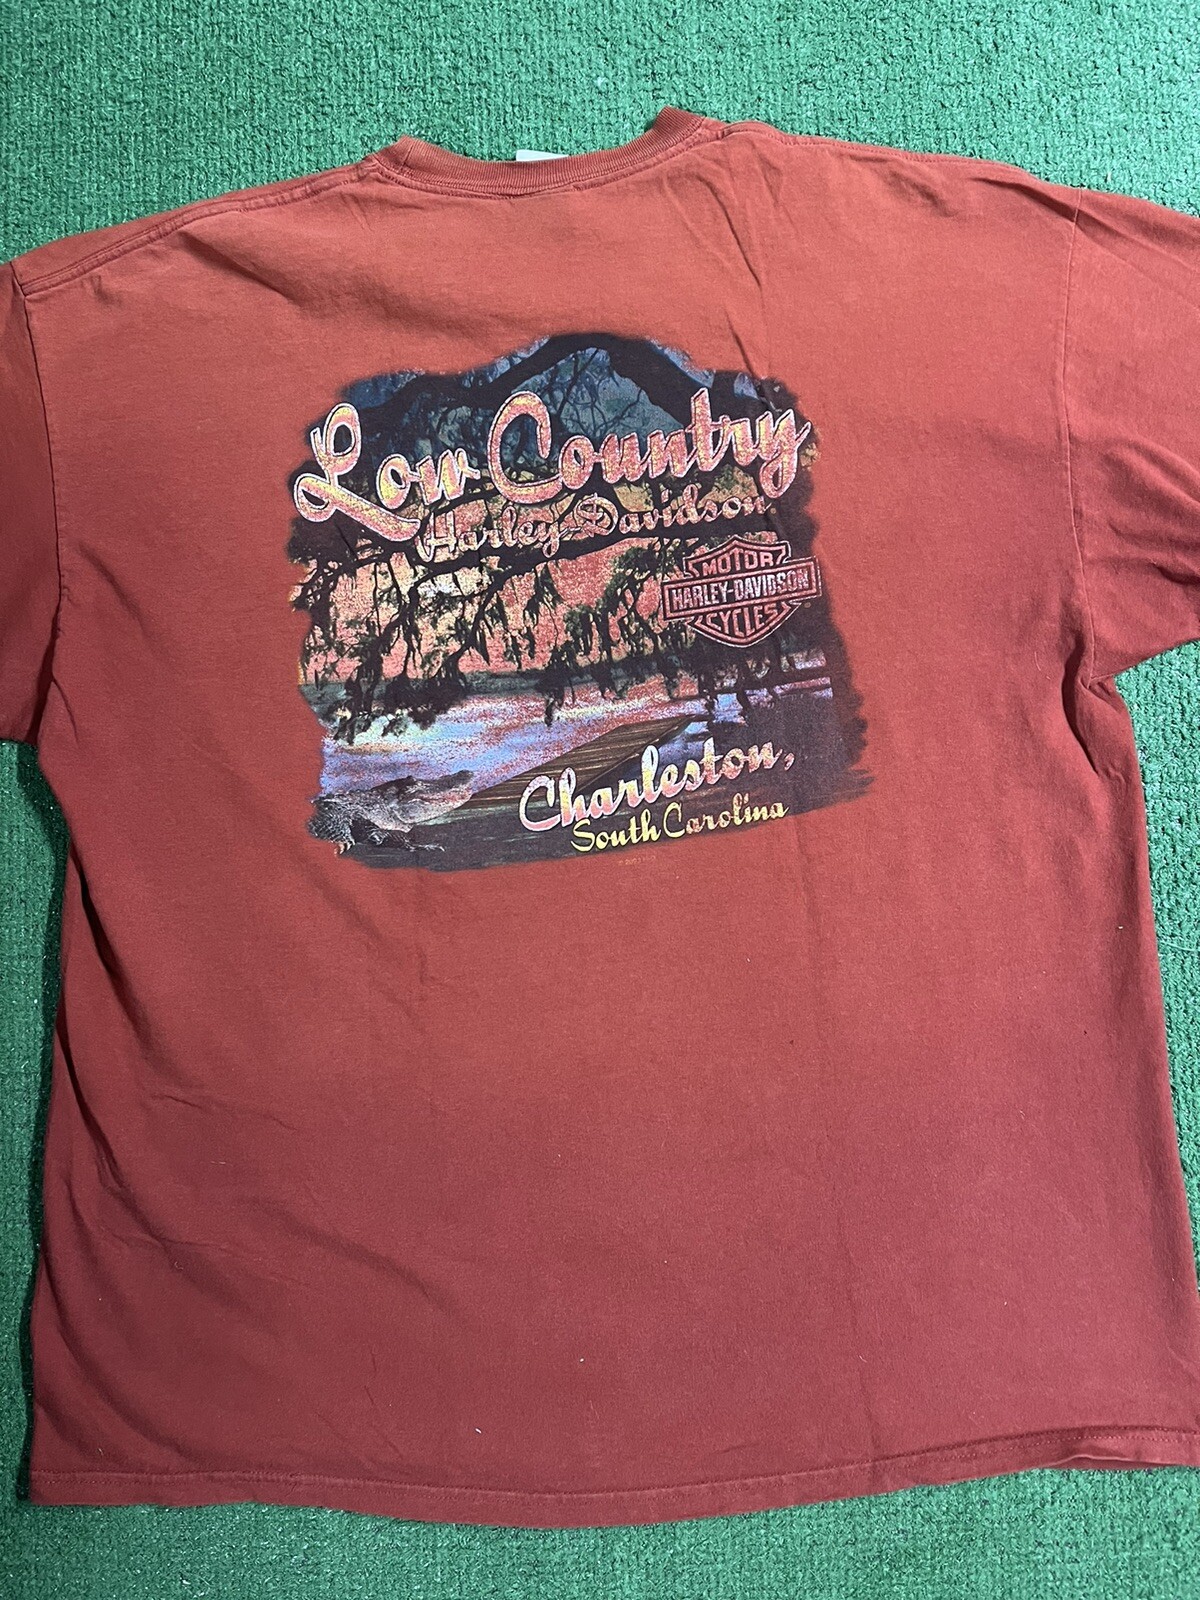 Low Country
Harley-Davidson.
MOTOR
HARLEY-DAVIDSON
CYCLES
Charleston,
South Carolina